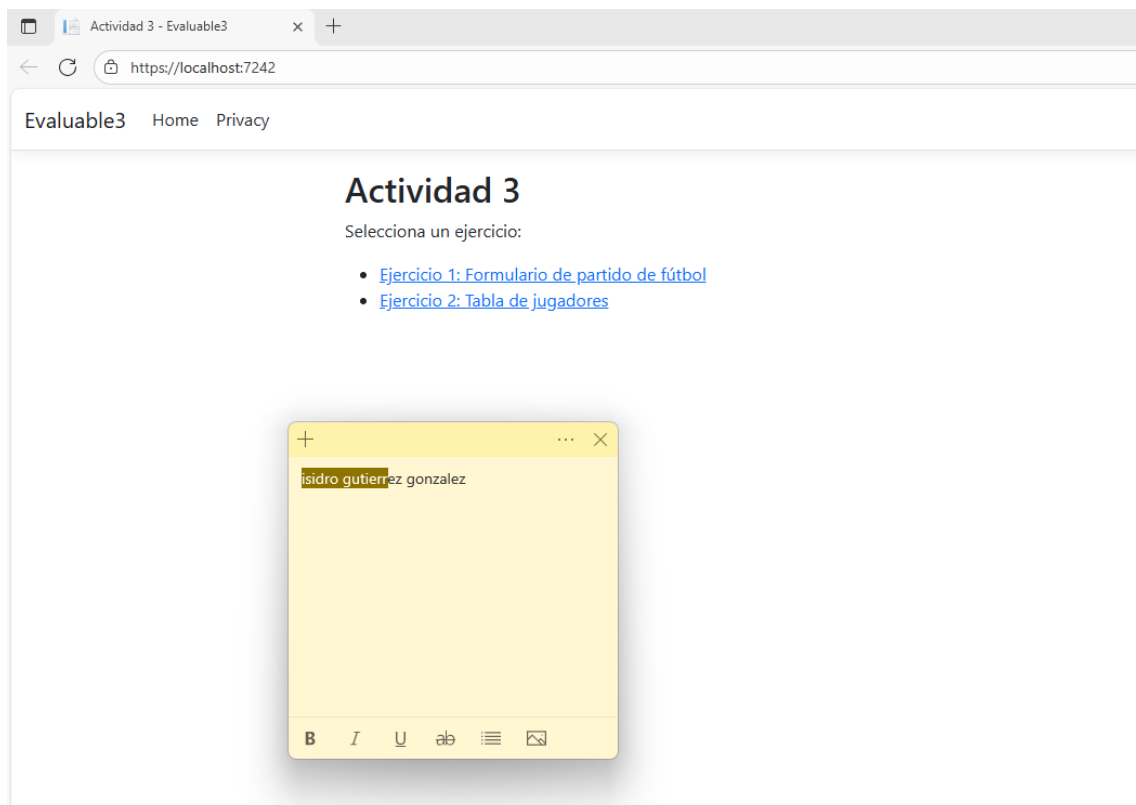 Actividad 3 - Evaluable3
https://localhost:7242
Evaluable3 Home Privacy
Actividad 3
Selecciona un ejercicio:
Ejercicio 1: Formulario de partido de fútbol
Ejercicio 2: Tabla de jugadores
isidro gutierrez gonzalez
B I U ab